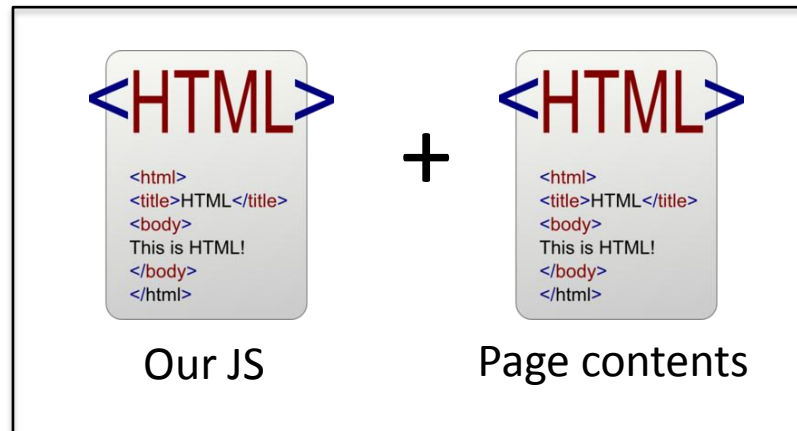 <HTML>
<html>
<title>HTML</title>
<body>
This is HTML!
</body>
</html>
Our JS
+
<HTML>
<html>
<title>HTML</title>
<body>
This is HTML!
</body>
</html>
Page contents